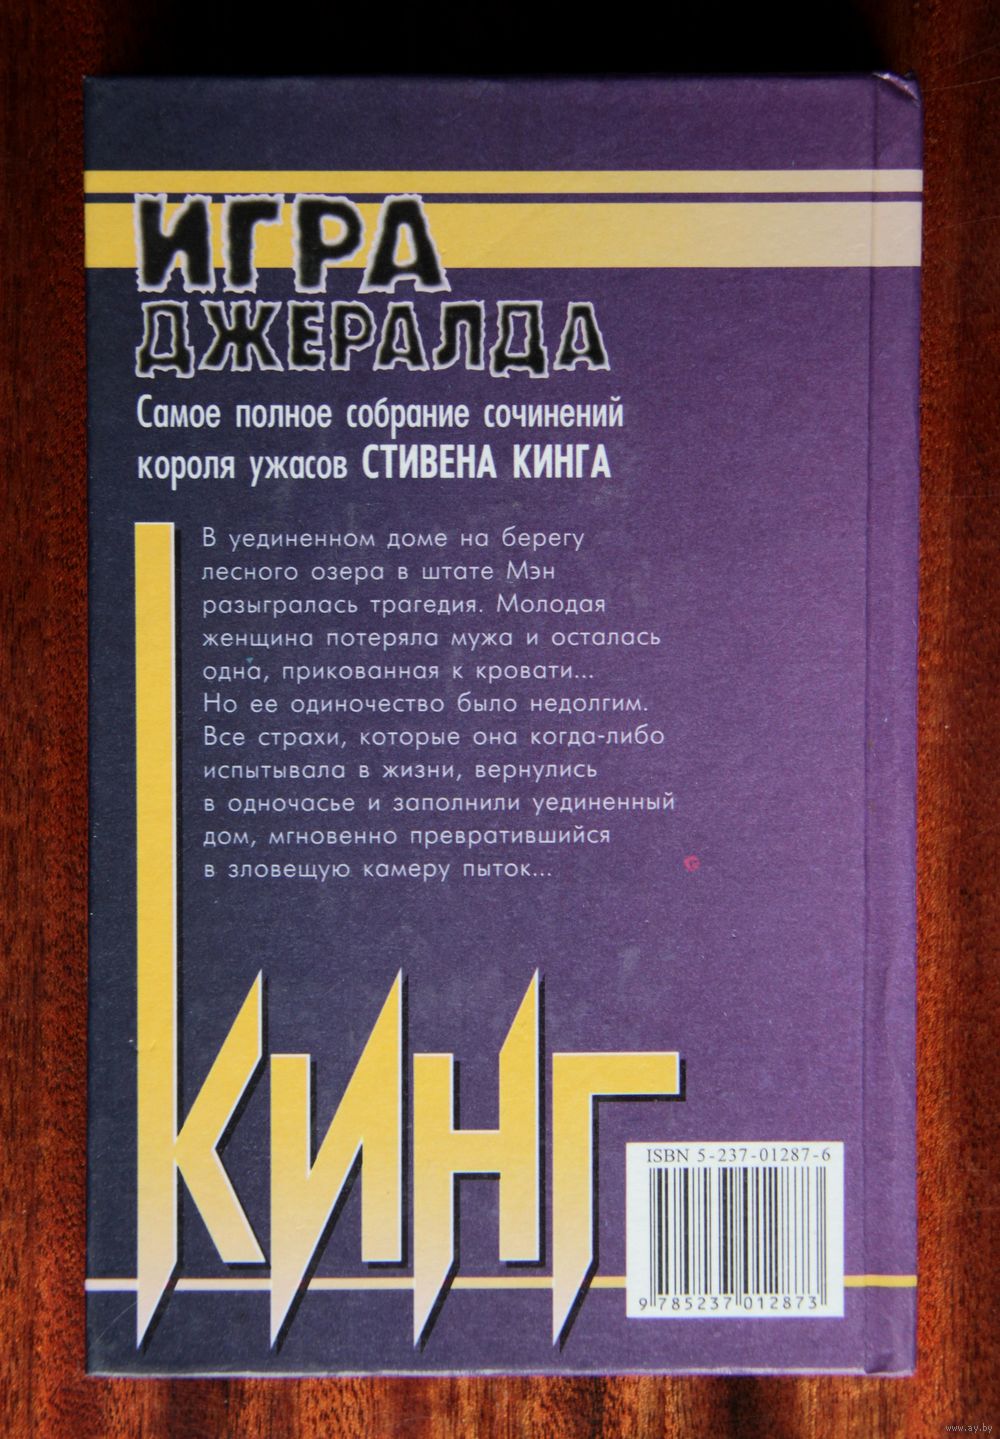 ИГРА
ДЖЕРАЛДА
Самое полное собрание сочинений
короля ужасов СТИВЕНА КИНГА
В уединенном доме на берегу
лесного озера в штате Мэн
разыгралась трагедия. Молодая
женщина потеряла мужа и осталась
одна, прикованная к кровати...
Но ее одиночество было недолгим.
Все страхи, которые она когда-либо
испытывала в жизни, вернулись
в одночасье и заполнили уединенный
дом, мгновенно превратившийся
в зловещую камеру пыток...
КИНГ
ISBN 5-237-01287-6
9 785237 012873
www.ay.by